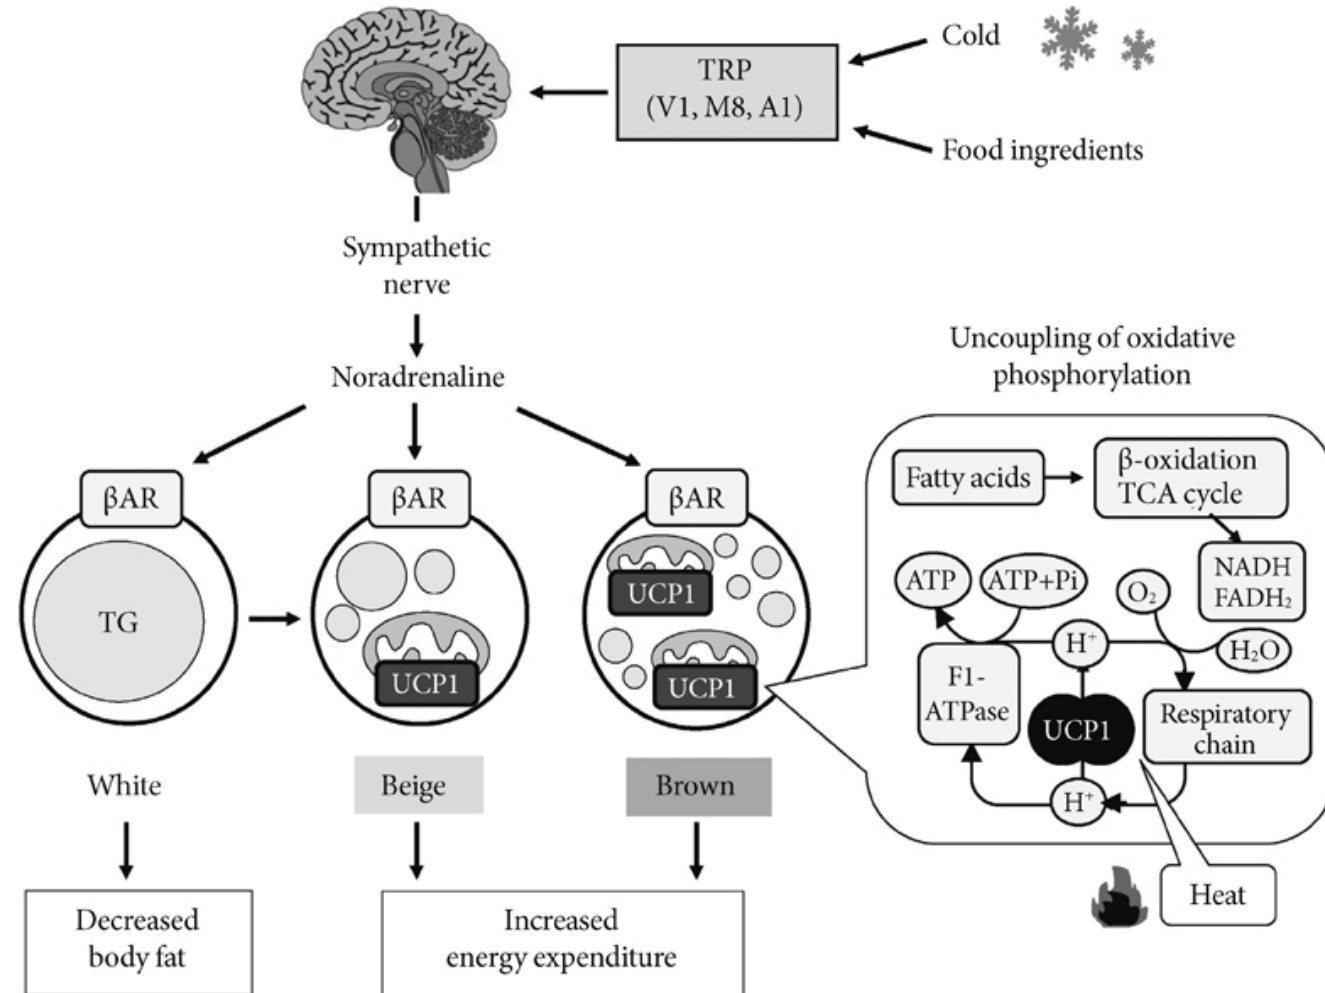 Cold
TRP
(V1, M8, A1)
Food ingredients
Sympathetic
nerve
Noradrenaline
βAR
βAR
βAR
TG
UCP1
UCP1
UCP1
White
Beige
Brown
Decreased
body fat
Increased
energy expenditure
Uncoupling of oxidative
phosphorylation
Fatty acids
β-oxidation
TCA cycle
NADH
FADH₂
ATP
ATP+Pi
O₂
H⁺
H₂O
F1-
ATPase
UCP1
Respiratory
chain
H⁺
Heat